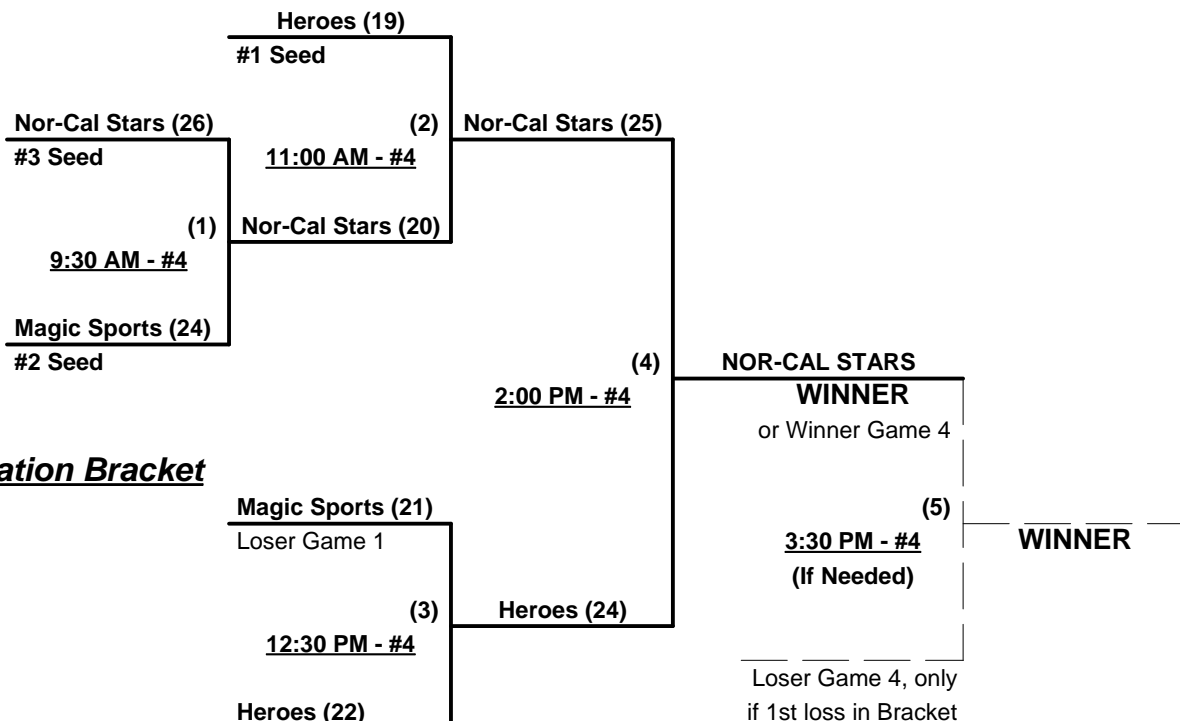 Heroes (19)
#1 Seed
Nor-Cal Stars (26)
(2)
Nor-Cal Stars (25)
#3 Seed
11:00 AM - #4
(1)
Nor-Cal Stars (20)
9:30 AM - #4
Magic Sports (24)
#2 Seed
(4)
NOR-CAL STARS
2:00 PM - #4
WINNER
or Winner Game 4
ation Bracket
Magic Sports (21)
Loser Game 1
(5)
3:30 PM - #4
WINNER
(If Needed)
(3)
Heroes (24)
12:30 PM - #4
Loser Game 4, only
if 1st loss in Bracket
Heroes (22)